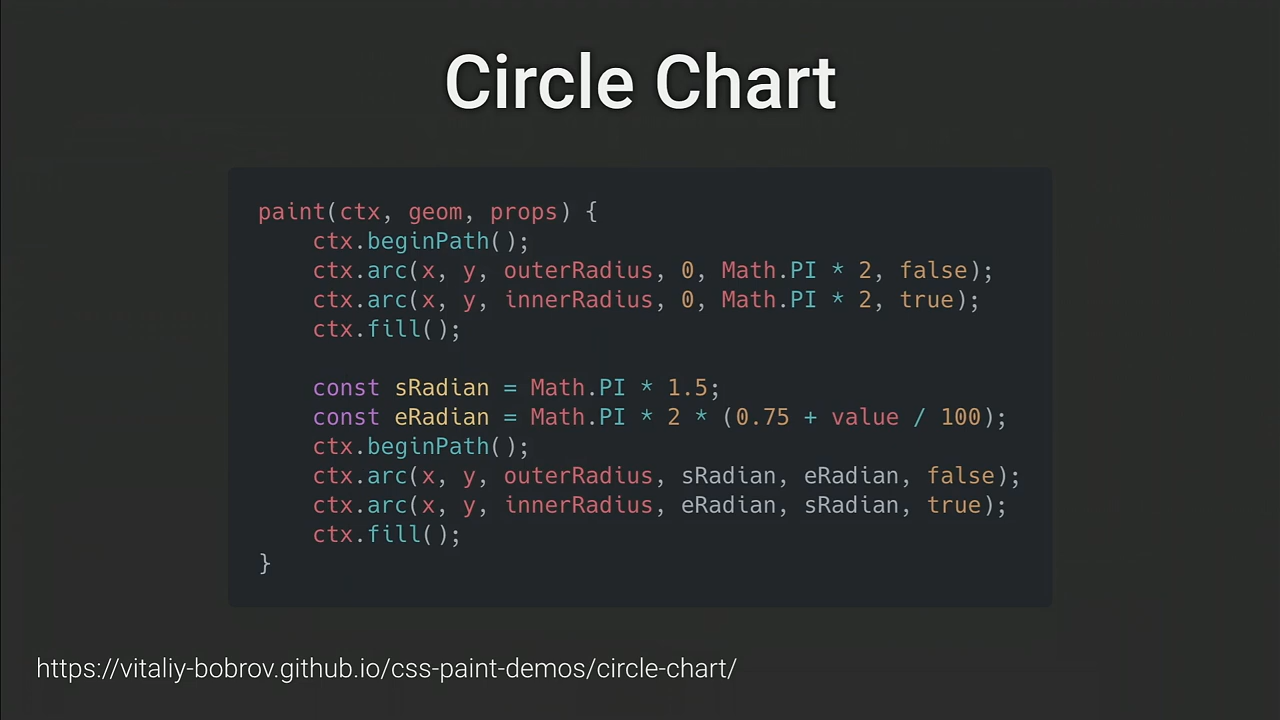 Circle Chart
paint(ctx, geom, props) {
    ctx.beginPath();
    ctx.arc(x, y, outerRadius, 0, Math.PI * 2, false);
    ctx.arc(x, y, innerRadius, 0, Math.PI * 2, true);
    ctx.fill();

    const sRadian = Math.PI * 1.5;
    const eRadian = Math.PI * 2 * (0.75 + value / 100);
    ctx.beginPath();
    ctx.arc(x, y, outerRadius, sRadian, eRadian, false);
    ctx.arc(x, y, innerRadius, eRadian, sRadian, true);
    ctx.fill();
}
https://vitaliy-bobrov.github.io/css-paint-demos/circle-chart/